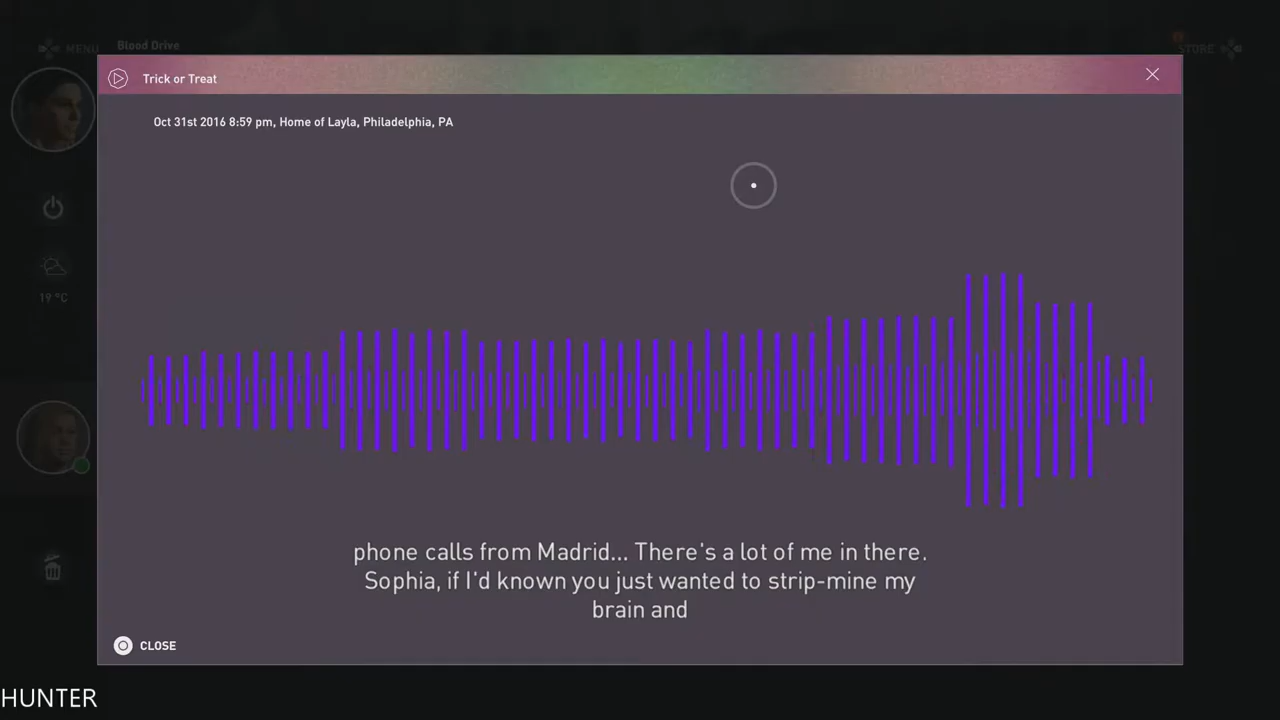 MENU
Blood Drive
STORE
Trick or Treat
Oct 31st 2016 8:59 pm, Home of Layla, Philadelphia, PA
19 °C
phone calls from Madrid... There's a lot of me in there.
Sophia, if I'd known you just wanted to strip-mine my
brain and
CLOSE
HUNTER